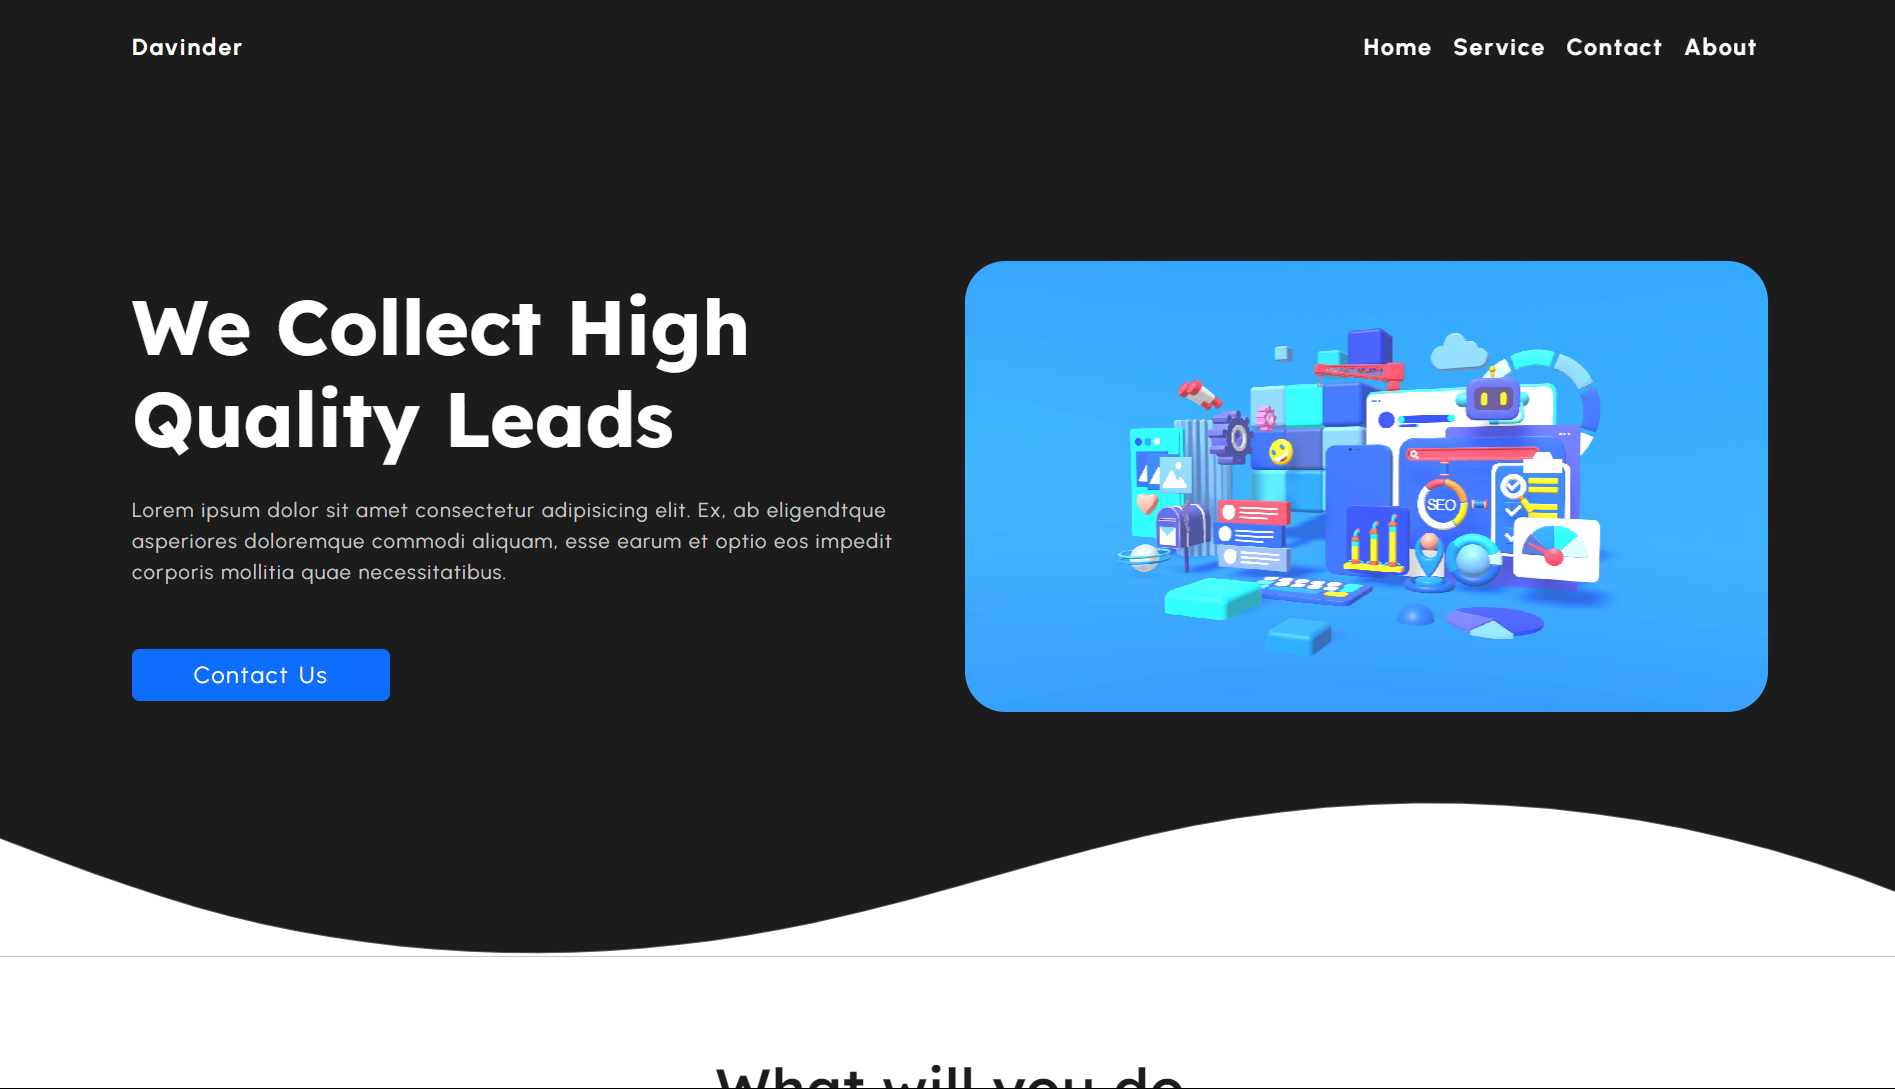 Davinder
Home Service Contact About
We Collect High
Quality Leads
Lorem ipsum dolor sit amet consectetur adipisicing elit. Ex, ab eligendtque
asperiores doloremque commodi aliquam, esse earum et optio eos impedit
corporis mollitia quae necessitatibus.
Contact Us
SEO
What will you do